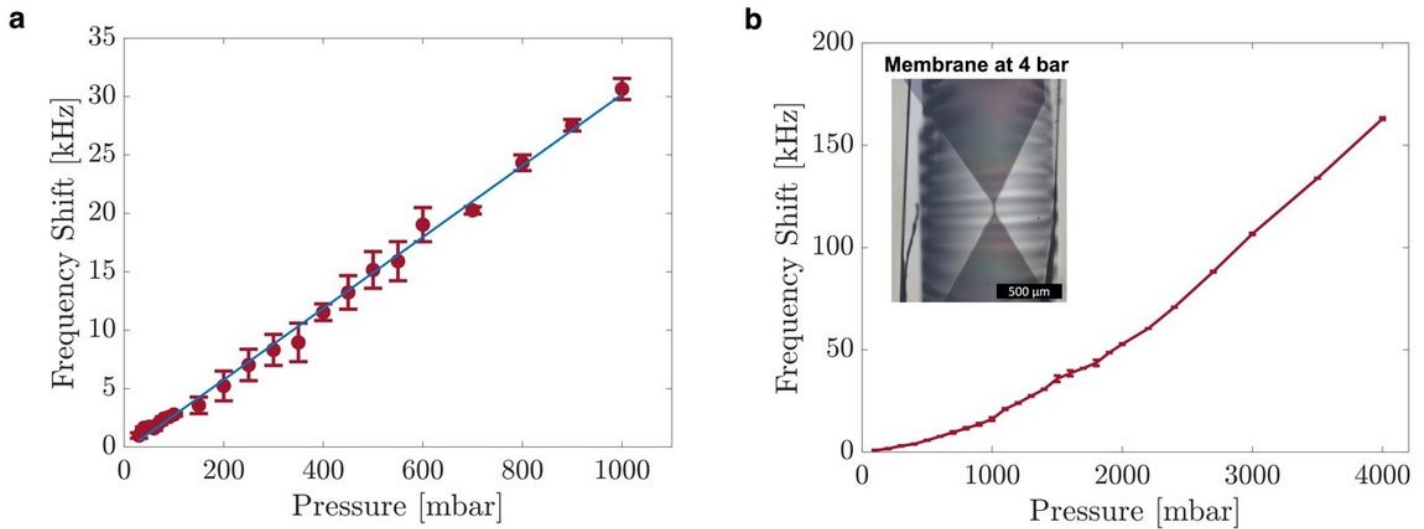 a
35
30
25
20
15
10
5
0
Frequency Shift [kHz]
0 200 400 600 800 1000
Pressure [mbar]
b
200
150
100
50
0
Frequency Shift [kHz]
Membrane at 4 bar
500 μm
0 1000 2000 3000 4000
Pressure [mbar]